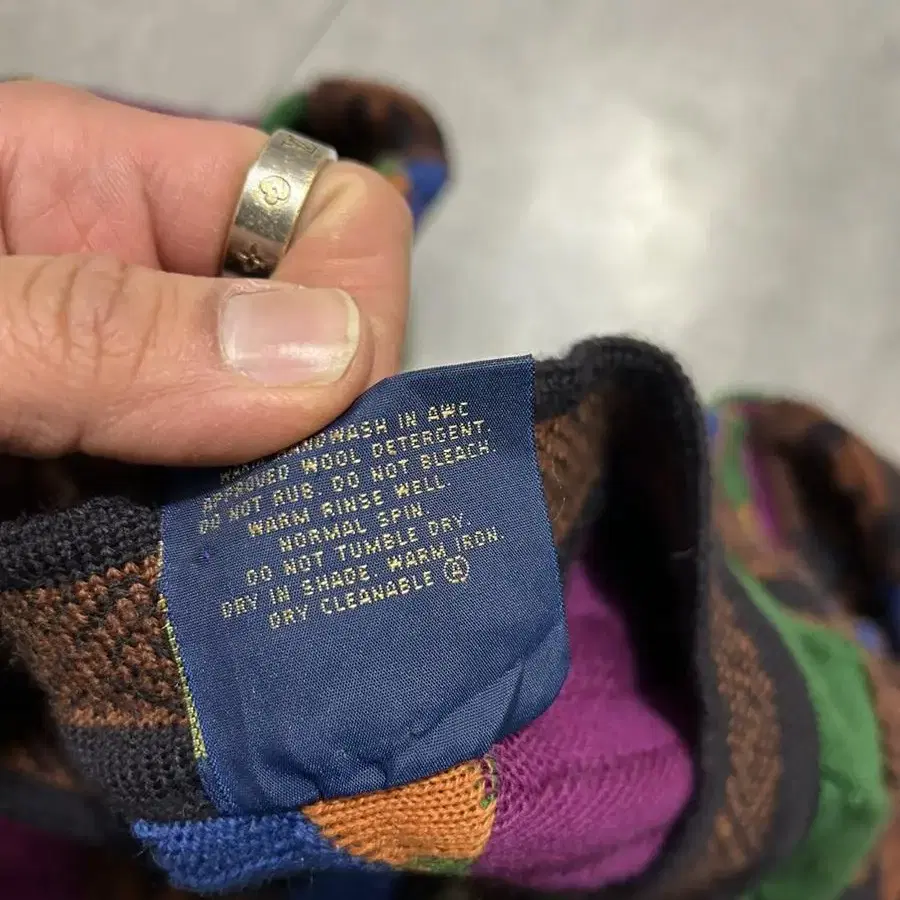 WARM HANDWASH IN AWC
APPROVED WOOL DETERGENT.
DO NOT RUB. DO NOT BLEACH.
WARM RINSE WELL.
NORMAL SPIN.
DO NOT TUMBLE DRY.
DRY IN SHADE. WARM IRON.
DRY CLEANABLE Ⓐ